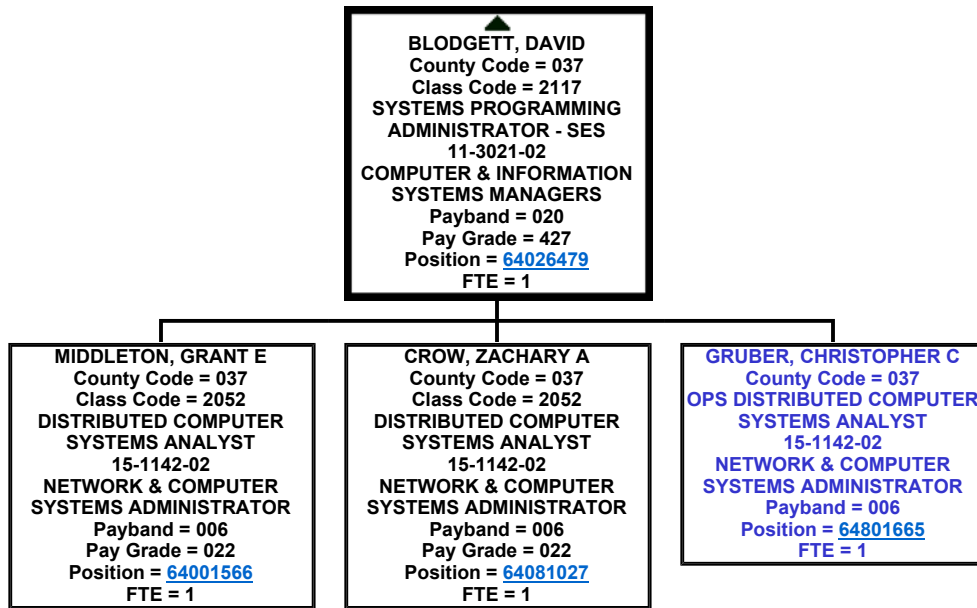 BLODGETT, DAVID
County Code = 037
Class Code = 2117
SYSTEMS PROGRAMMING
ADMINISTRATOR - SES
11-3021-02
COMPUTER & INFORMATION
SYSTEMS MANAGERS
Payband = 020
Pay Grade = 427
Position = 64026479
FTE = 1
MIDDLETON, GRANT E
County Code = 037
Class Code = 2052
DISTRIBUTED COMPUTER
SYSTEMS ANALYST
15-1142-02
NETWORK & COMPUTER
SYSTEMS ADMINISTRATOR
Payband = 006
Pay Grade = 022
Position = 64001566
FTE = 1
CROW, ZACHARY A
County Code = 037
Class Code = 2052
DISTRIBUTED COMPUTER
SYSTEMS ANALYST
15-1142-02
NETWORK & COMPUTER
SYSTEMS ADMINISTRATOR
Payband = 006
Pay Grade = 022
Position = 64081027
FTE = 1
GRUBER, CHRISTOPHER C
County Code = 037
OPS DISTRIBUTED COMPUTER
SYSTEMS ANALYST
15-1142-02
NETWORK & COMPUTER
SYSTEMS ADMINISTRATOR
Payband = 006
Position = 64801665
FTE = 1